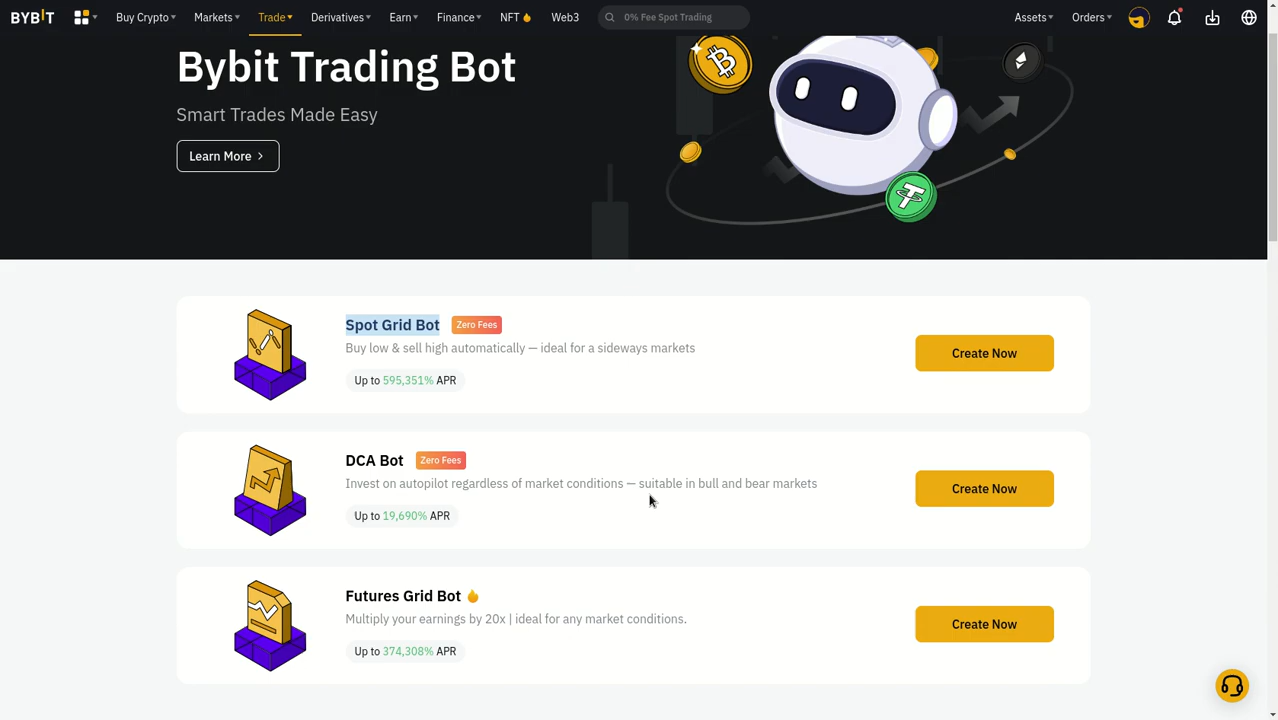 BYBIT Buy Crypto Markets Trade Derivatives Earn Finance NFT Web3 0% Fee Spot Trading Assets Orders
Bybit Trading Bot
Smart Trades Made Easy
Learn More
Spot Grid Bot Zero Fees
Buy low & sell high automatically — ideal for a sideways markets
Up to 595,351% APR
Create Now
DCA Bot Zero Fees
Invest on autopilot regardless of market conditions — suitable in bull and bear markets
Up to 19,690% APR
Create Now
Futures Grid Bot
Multiply your earnings by 20x | ideal for any market conditions.
Up to 374,308% APR
Create Now